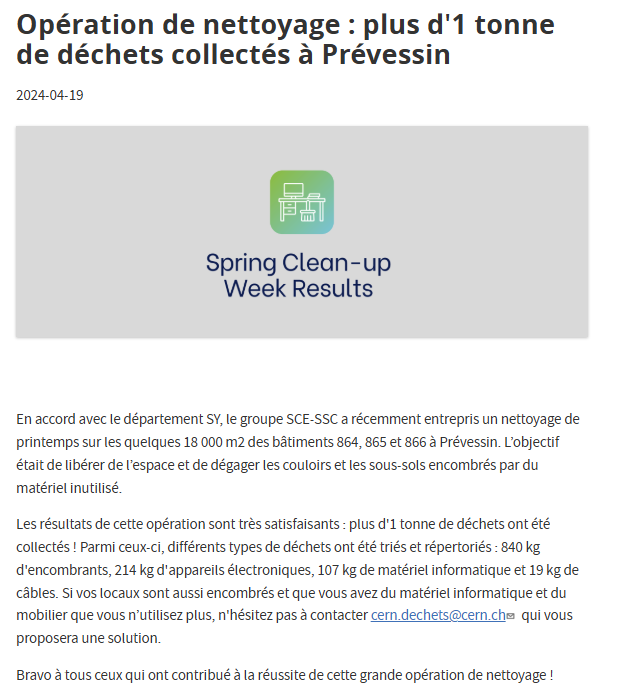 Opération de nettoyage : plus d'1 tonne
de déchets collectés à Prévessin
2024-04-19
Spring Clean-up
Week Results
En accord avec le département SY, le groupe SCE-SSC a récemment entrepris un nettoyage de
printemps sur les quelques 18 000 m2 des bâtiments 864, 865 et 866 à Prévessin. L’objectif
était de libérer de l’espace et de dégager les couloirs et les sous-sols encombrés par du
matériel inutilisé.
Les résultats de cette opération sont très satisfaisants : plus d'1 tonne de déchets ont été
collectés ! Parmi ceux-ci, différents types de déchets ont été triés et répertoriés : 840 kg
d'encombrants, 214 kg d'appareils électroniques, 107 kg de matériel informatique et 19 kg de
câbles. Si vos locaux sont aussi encombrés et que vous avez du matériel informatique et du
mobilier que vous n’utilisez plus, n'hésitez pas à contacter cern.dechets@cern.ch qui vous
proposera une solution.
Bravo à tous ceux qui ont contribué à la réussite de cette grande opération de nettoyage !